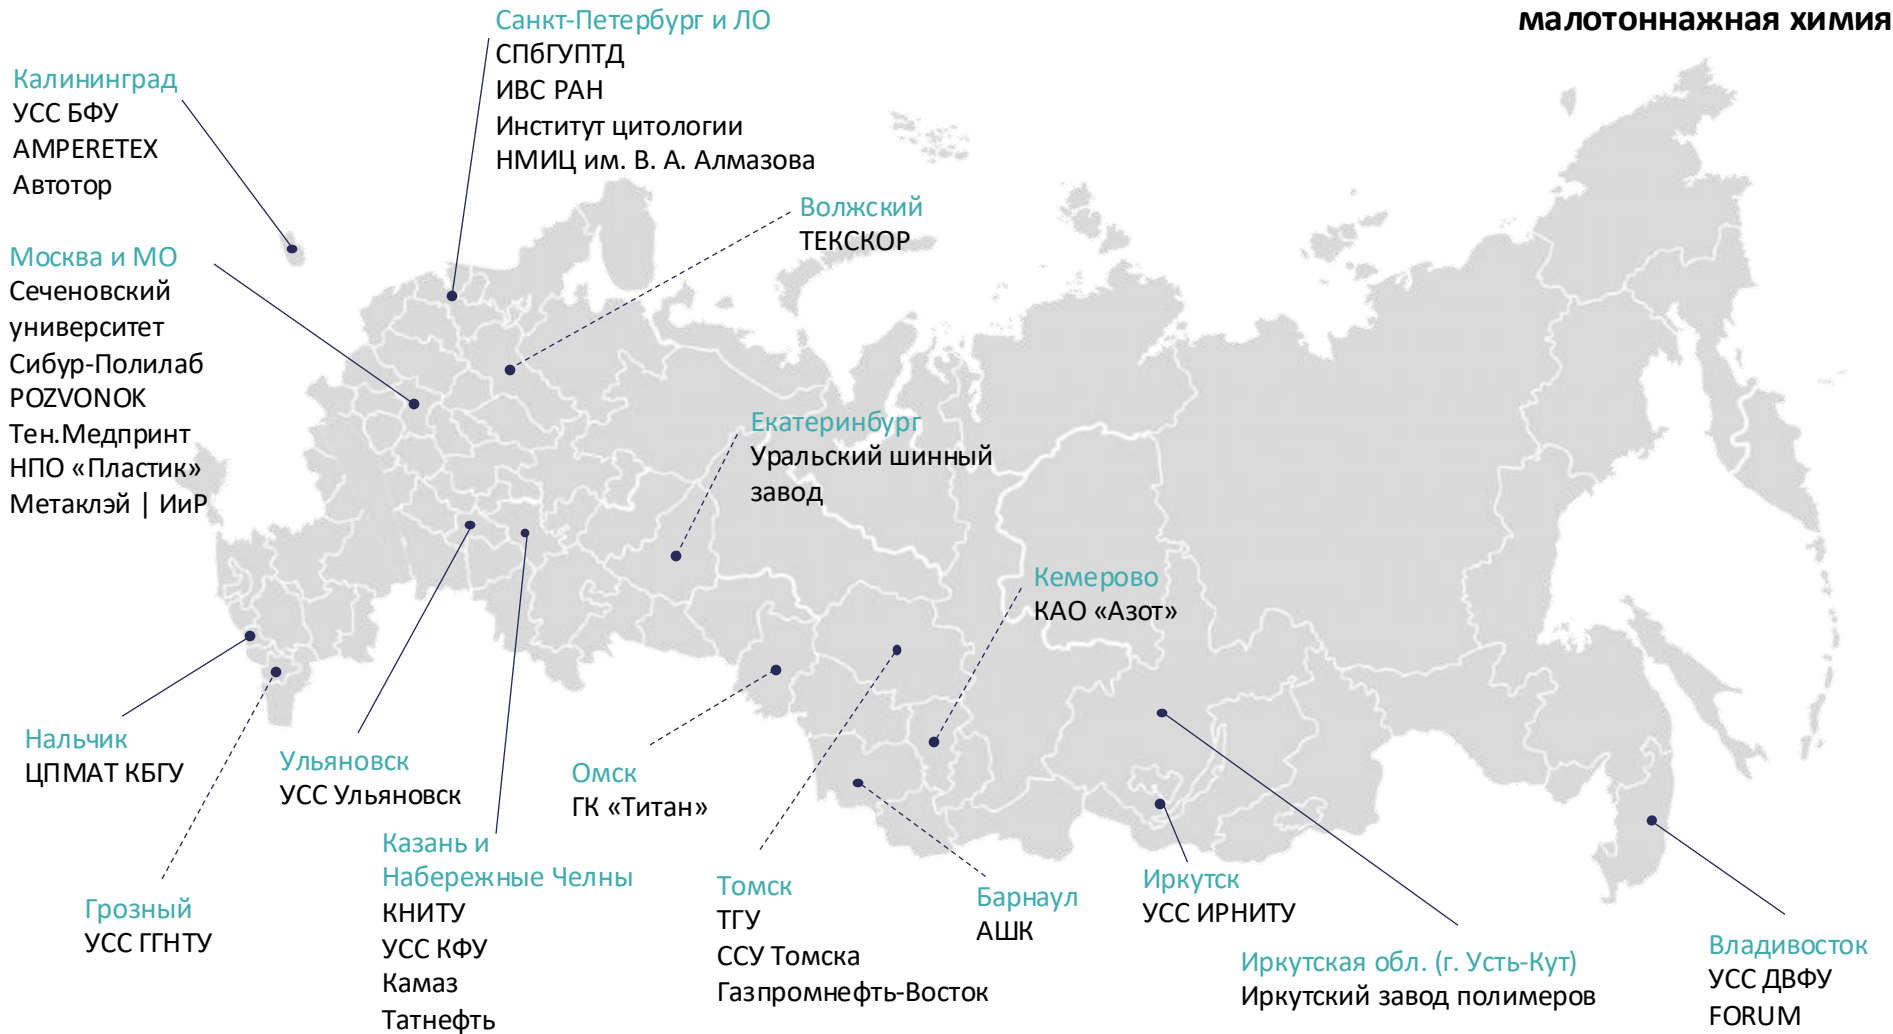 малотоннажная химия
Санкт-Петербург и ЛО
СПбГУПТД
ИВС РАН
Институт цитологии
НМИЦ им. В. А. Алмазова
Калининград
УСС БФУ
AMPERETEX
Автотор
Волжский
ТЕКСКОР
Москва и МО
Сеченовский
университет
Сибур-Полилаб
POZVONOK
Тен.Медпринт
НПО «Пластик»
Метаклэй | ИиР
Екатеринбург
Уральский шинный
завод
Кемерово
КАО «Азот»
Нальчик
ЦПМАТ КБГУ
Ульяновск
УСС Ульяновск
Омск
ГК «Титан»
Казань и
Набережные Челны
КНИТУ
УСС КФУ
Камаз
Татнефть
Грозный
УСС ГГНТУ
Томск
ТГУ
ССУ Томска
Газпромнефть-Восток
Барнаул
АШК
Иркутск
УСС ИРНИТУ
Иркутская обл. (г. Усть-Кут)
Иркутский завод полимеров
Владивосток
УСС ДВФУ
FORUM